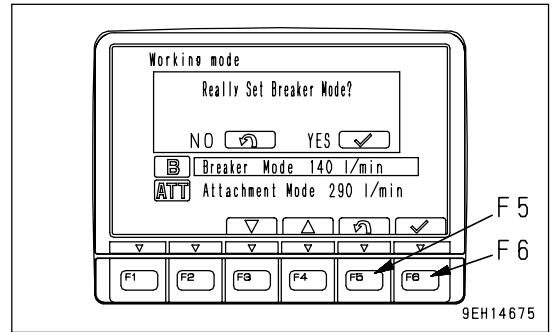 Working mode
Really Set Breaker Mode?
NO YES
B Breaker Mode 140 l/min
ATT Attachment Mode 290 l/min
F5
F6
F1 F2 F3 F4 F5 F6
9EH14675